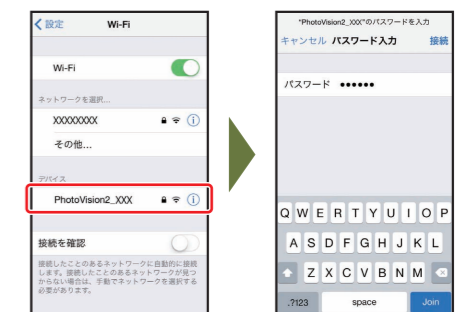 設定
Wi-Fi
Wi-Fi
ネットワークを選択...
XXXXXXXX
その他...
デバイス
PhotoVision2_XXX
接続を確認
接続したことのあるネットワークに自動的に接続
します。接続したことのあるネットワークが見つ
からない場合は、手動でネットワークを選択する
必要があります。
"PhotoVision2_XXX"のパスワードを入力
キャンセル パスワード入力 接続
パスワード ●●●●●●
Q W E R T Y U I O P
A S D F G H J K L
Z X C V B N M
.?123 space Join